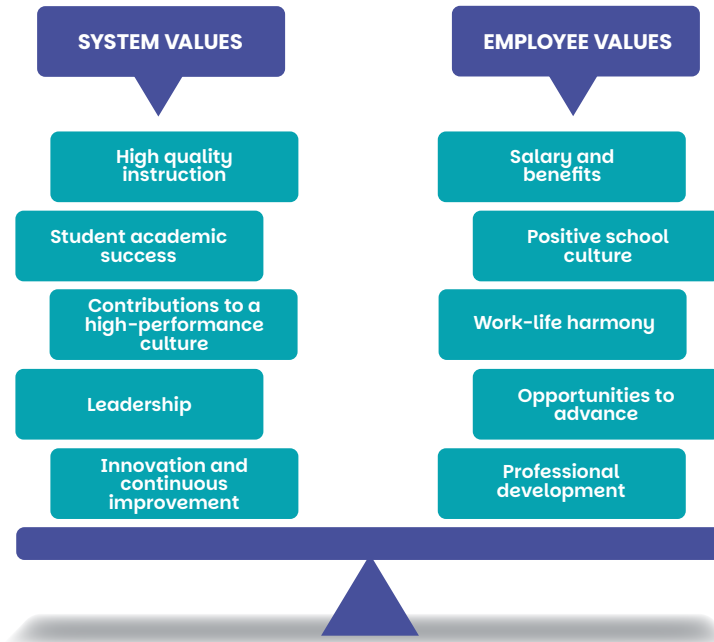 SYSTEM VALUES
High quality
instruction
Student academic
success
Contributions to a
high-performance
culture
Leadership
Innovation and
continuous
improvement
EMPLOYEE VALUES
Salary and
benefits
Positive school
culture
Work-life harmony
Opportunities to
advance
Professional
development